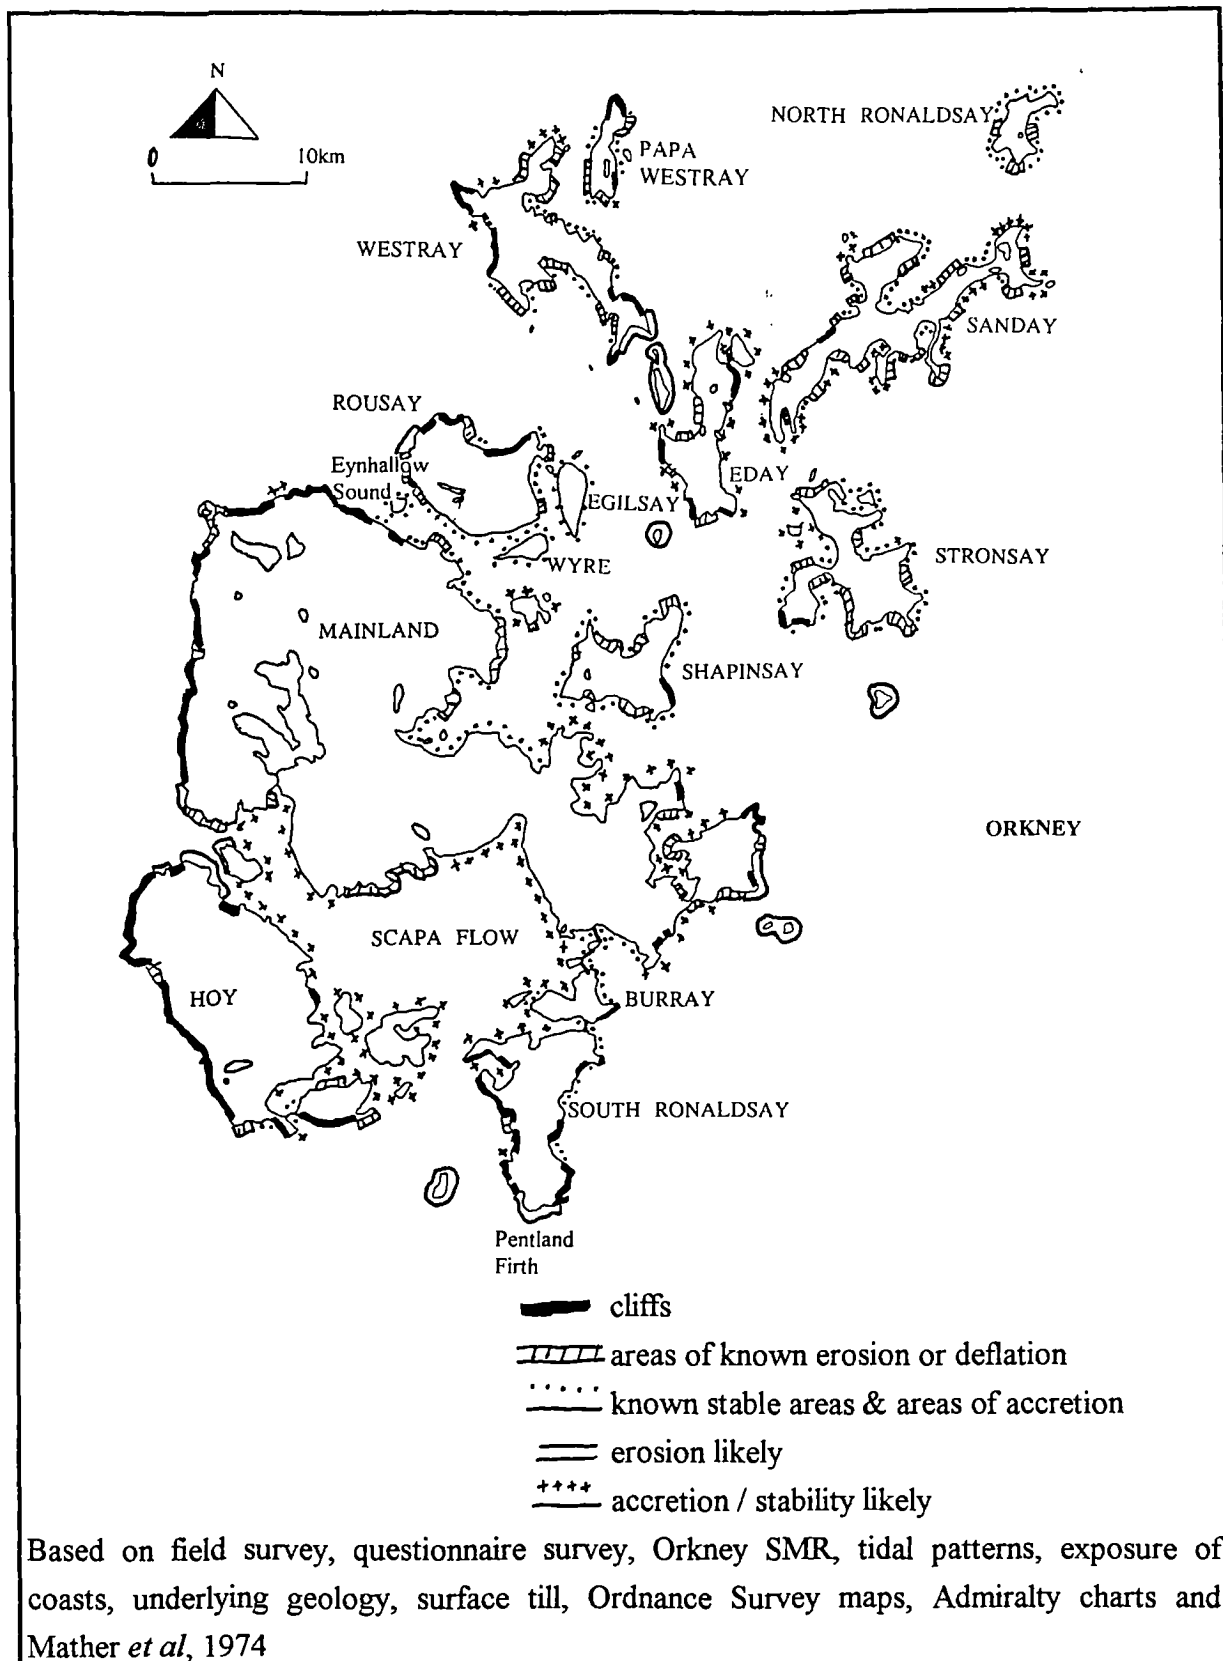 N
0 10km
NORTH RONALDSAY
PAPA
WESTRAY
WESTRAY
SANDAY
ROUSAY
Eynhallow
Sound
EDAY
EGILSAY
STRONSAY
WYRE
MAINLAND
SHAPINSAY
ORKNEY
SCAPA FLOW
HOY
BURRAY
SOUTH RONALDSAY
Pentland
Firth
cliffs
areas of known erosion or deflation
known stable areas & areas of accretion
erosion likely
accretion / stability likely
Based on field survey, questionnaire survey, Orkney SMR, tidal patterns, exposure of
coasts, underlying geology, surface till, Ordnance Survey maps, Admiralty charts and
Mather et al, 1974